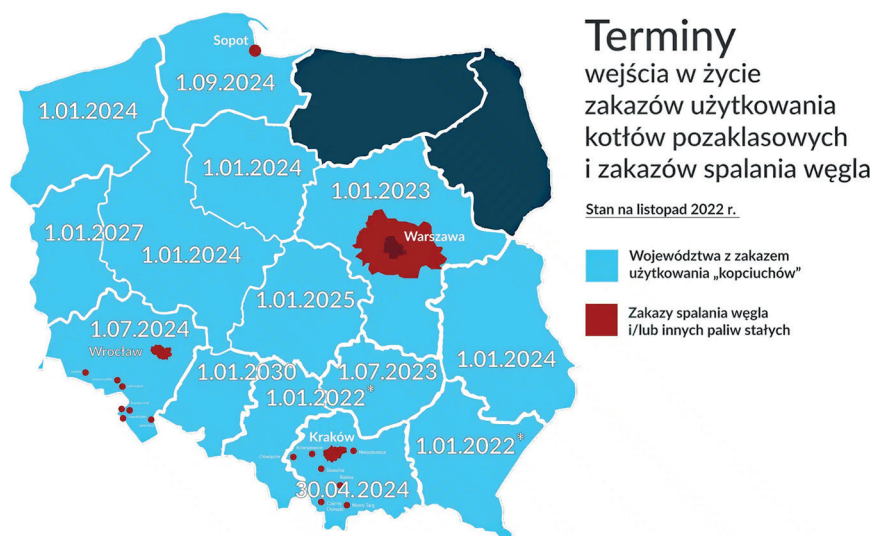 Terminy
wejścia w życie
zakazów użytkowania
kotłów pozaklasowych
i zakazów spalania węgla
Stan na listopad 2022 r.
Województwa z zakazem
użytkowania „kopciuchów”
Zakazy spalania węgla
i/lub innych paliw stałych
Sopot
1.09.2024
1.01.2024
1.01.2024
1.01.2023
Warszawa
1.01.2027
1.01.2024
1.01.2025
1.07.2024
Wrocław
1.01.2030
1.07.2023
1.01.2024
1.01.2022*
1.01.2022*
Kraków
30.04.2024
Nowy Targ